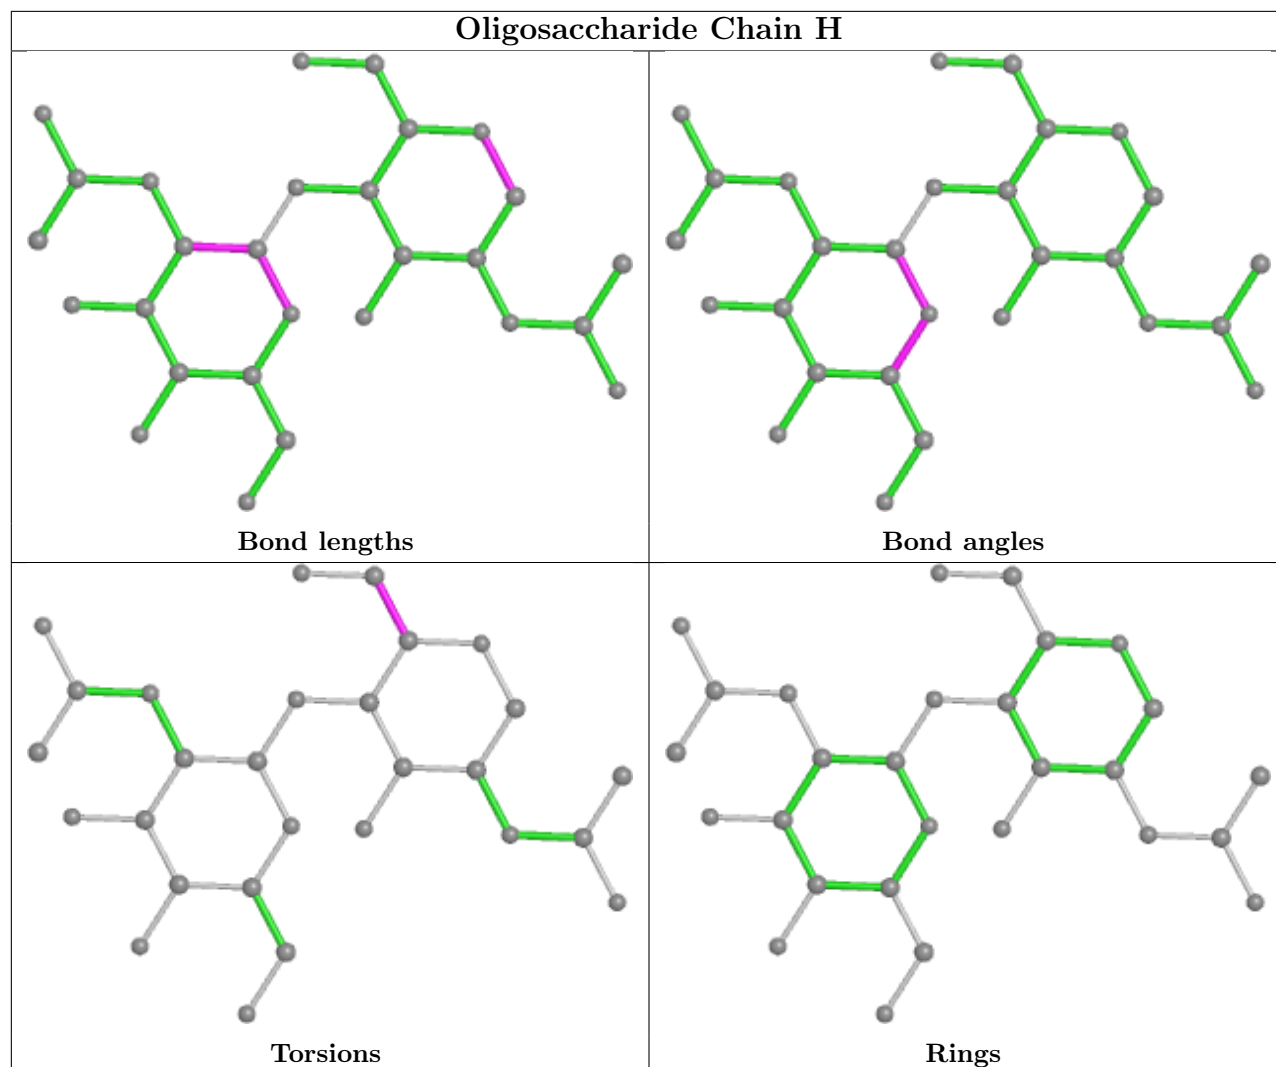 Oligosaccharide Chain H
Bond lengths
Bond angles
Torsions
Rings